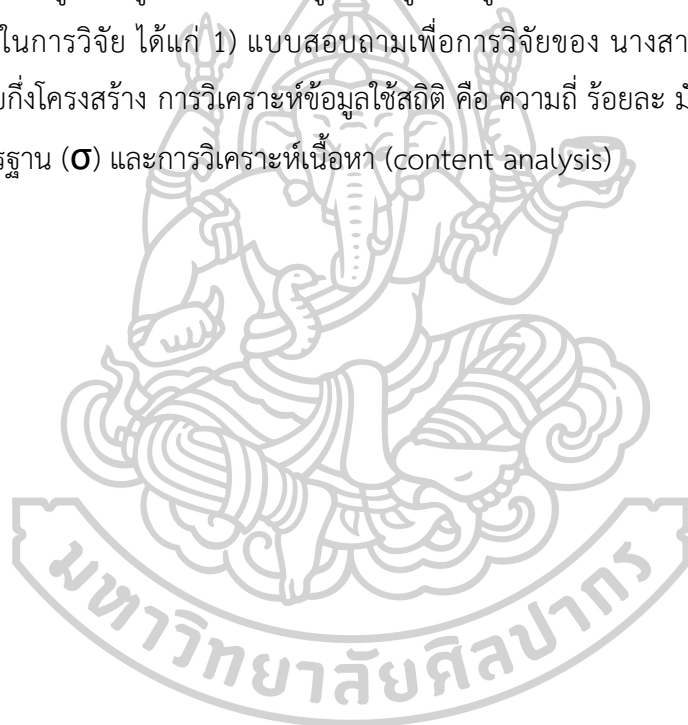 ในการวิจัย ได้แก่ 1) แบบสอบถามเพื่อการวิจัยของ นางสา
กึ่งโครงสร้าง การวิเคราะห์ข้อมูลใช้สถิติ คือ ความถี่ ร้อยละ
รฐาน (σ) และการวิเคราะห์เนื้อหา (content analysis)
มหาวิทยาลัยศิลปากร